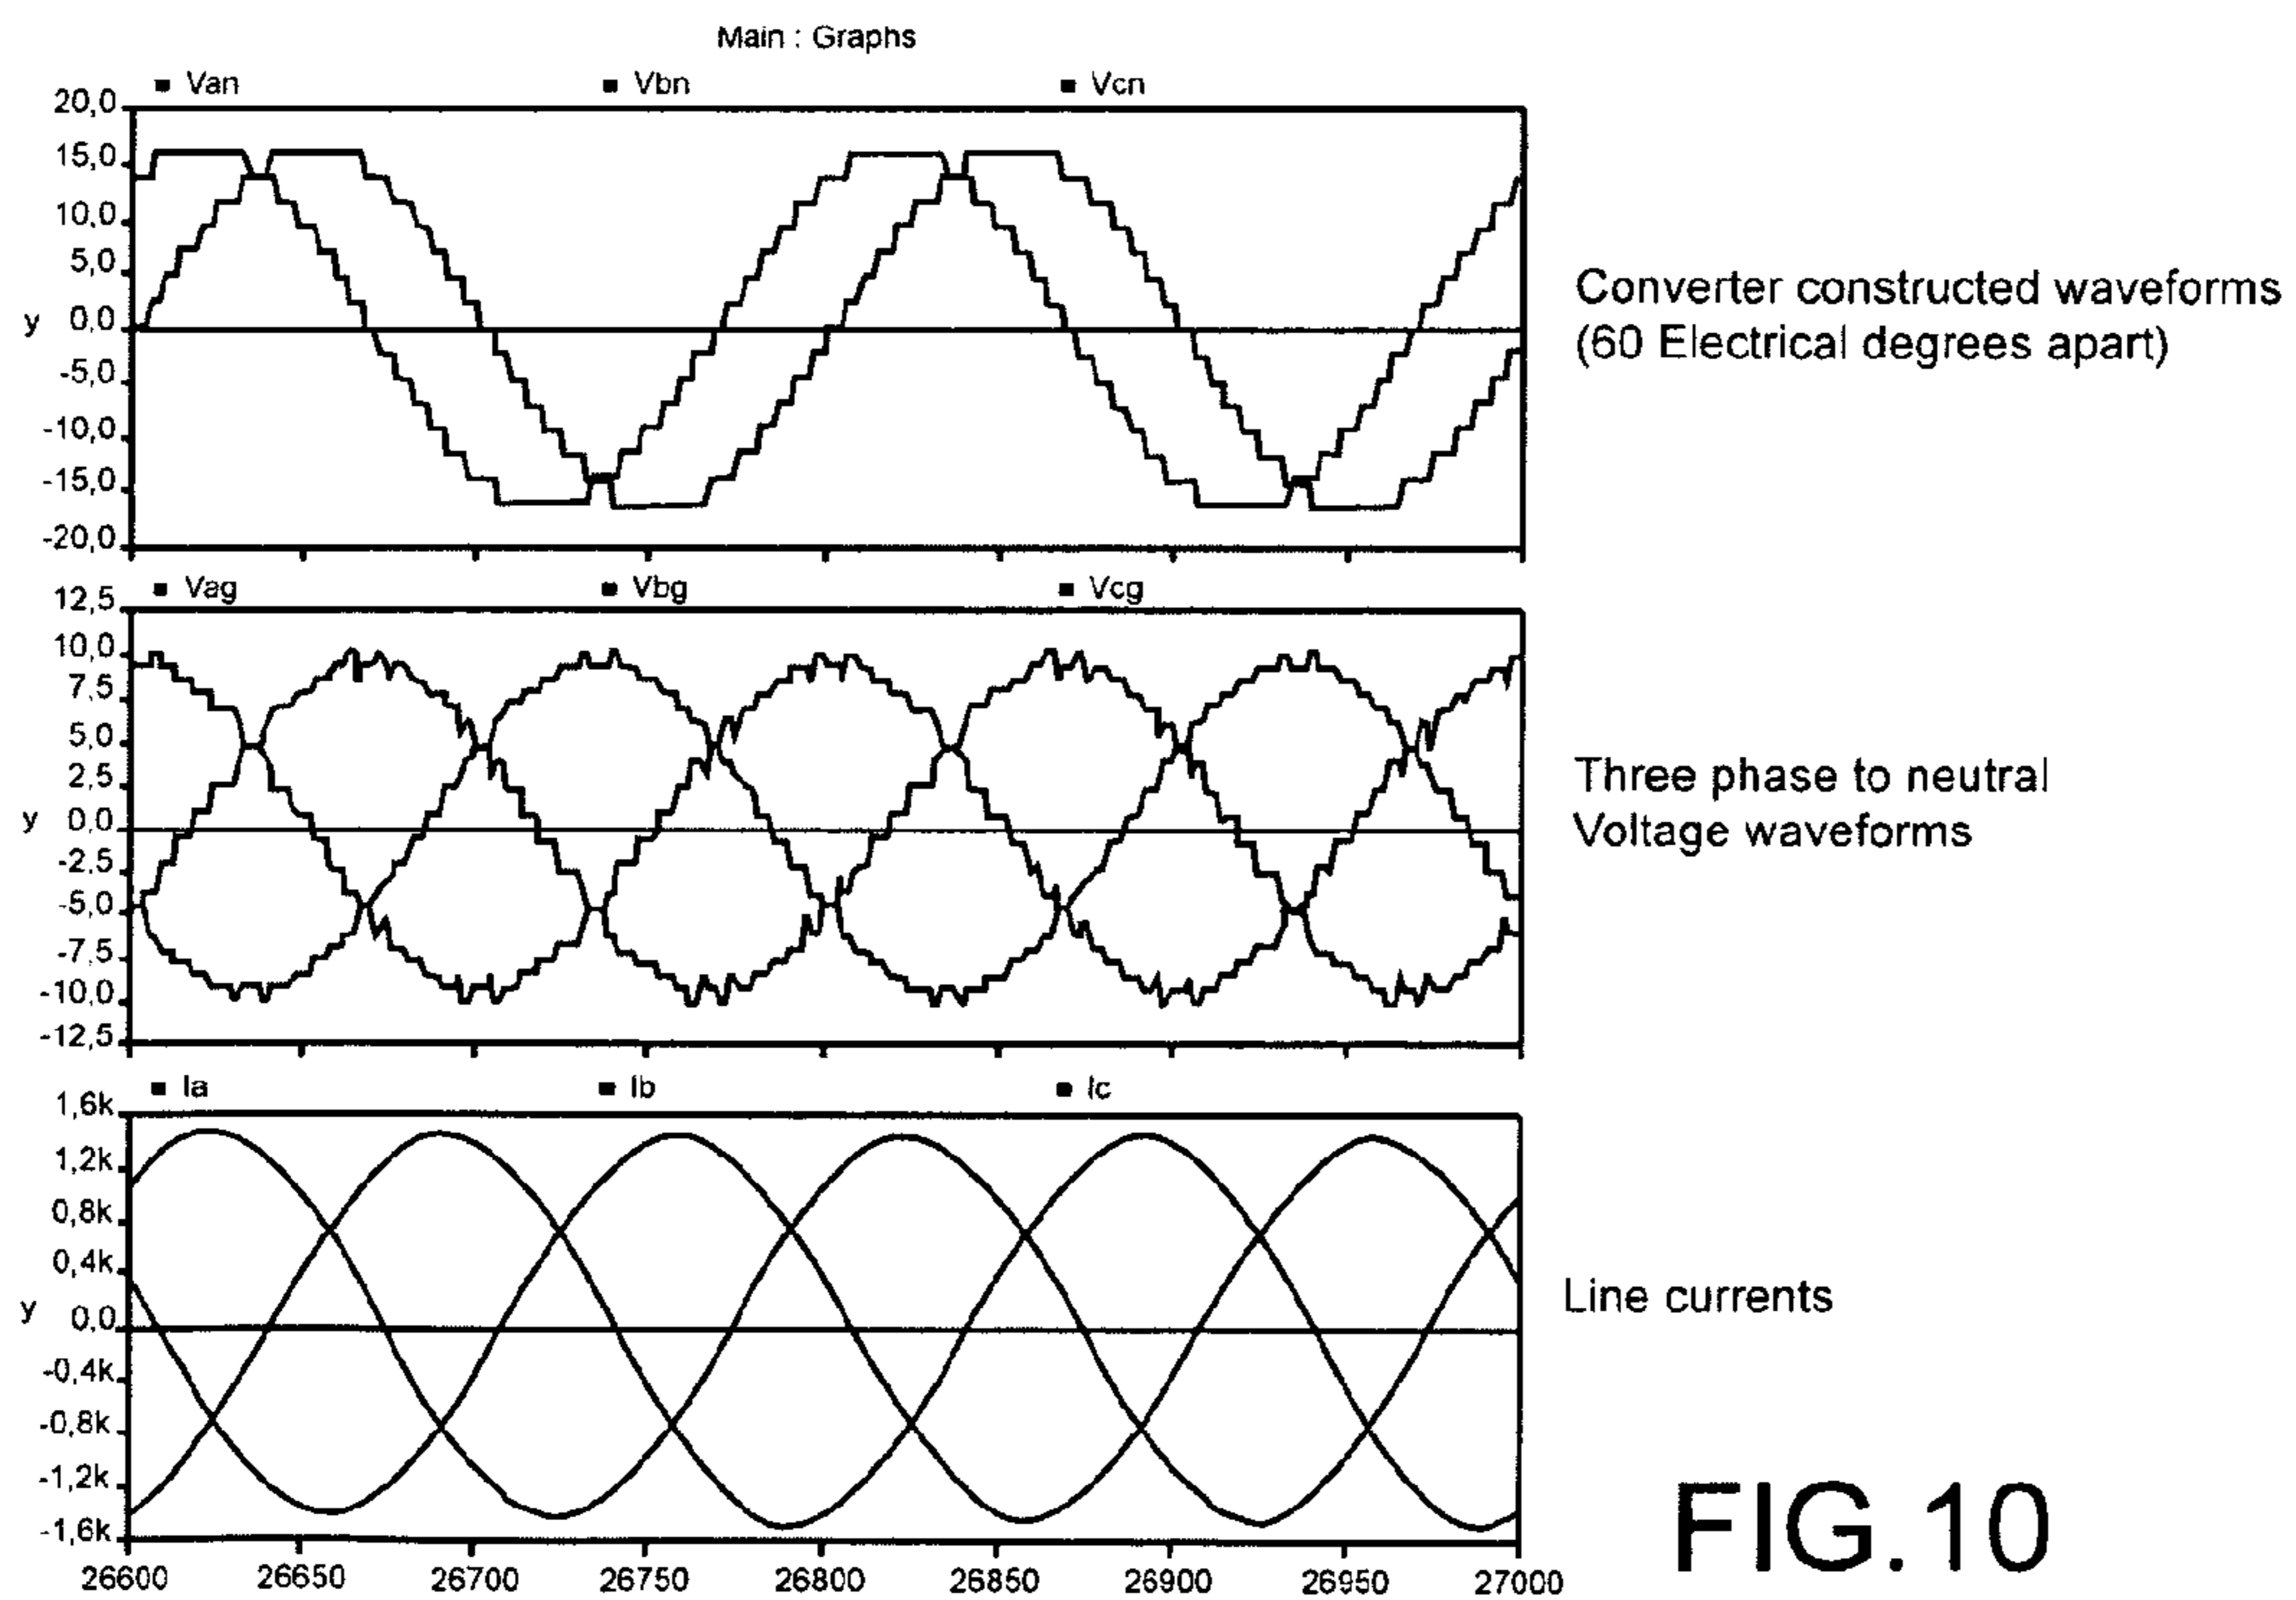 Main : Graphs
■ Van ■ Vbn ■ Vcn
20,0
15,0
10,0
5,0
y 0,0
-5,0
-10,0
-15,0
-20,0
Converter constructed waveforms
(60 Electrical degrees apart)
■ Vag ■ Vbg ■ Vcg
12,5
10,0
7,5
5,0
2,5
y 0,0
-2,5
-5,0
-7,5
-10,0
-12,5
Three phase to neutral
Voltage waveforms
■ Ia ■ Ib ■ Ic
1,6k
1,2k
0,8k
0,4k
y 0,0
-0,4k
-0,8k
-1,2k
-1,6k
Line currents
26600 26650 26700 26750 26800 26850 26900 26950 27000
FIG.10